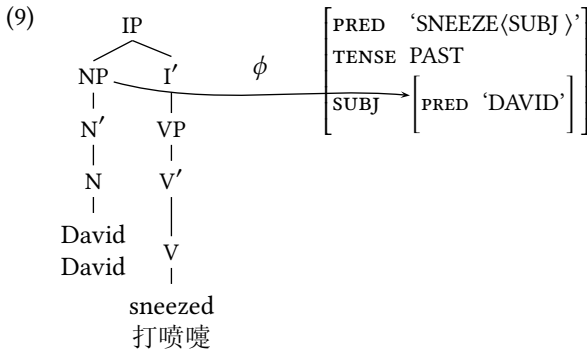 (9)
IP
NP I′
N′ VP
N V′
David
David V
sneezed
打喷嚏
ϕ
PRED ‘SNEEZE⟨SUBJ⟩’
TENSE PAST
SUBJ [PRED ‘DAVID’]